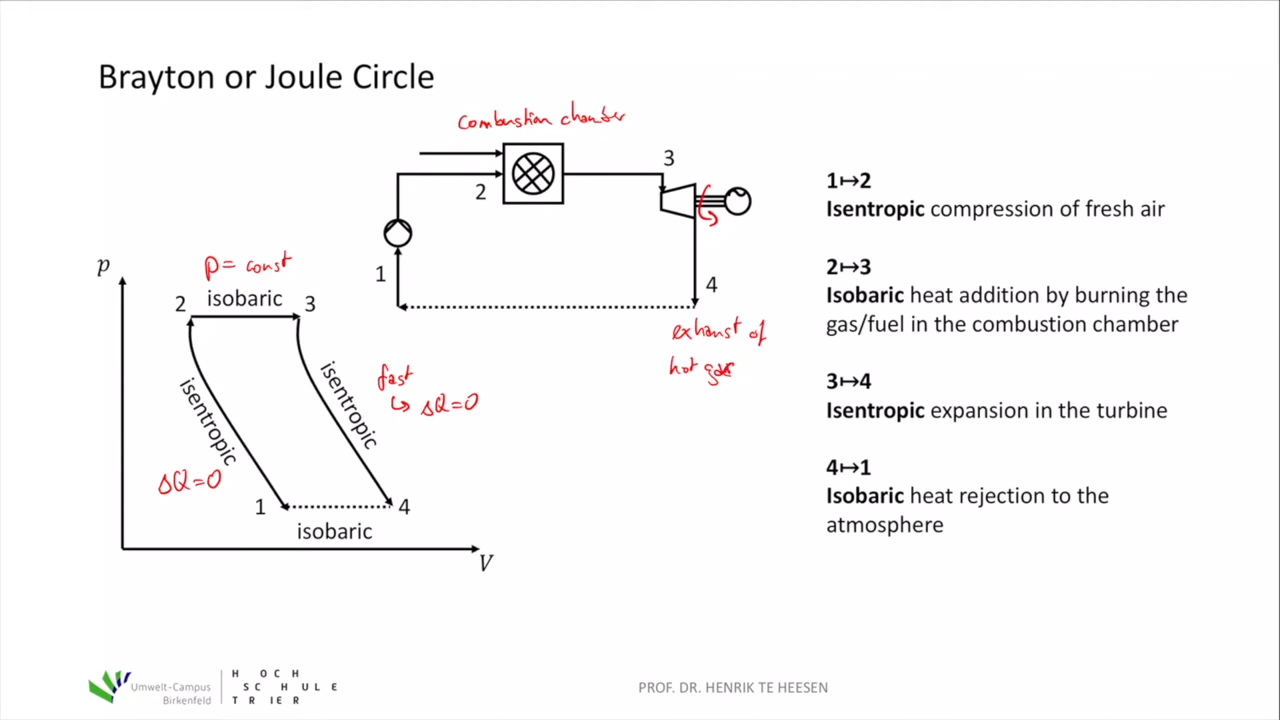 Brayton or Joule Circle
combustion chamber
3
2
1
4
exhaust of
hot gas
p
p = const
2
isobaric
3
isentropic
isentropic
fast
↳ ΔQ=0
ΔQ=0
1
4
isobaric
V
1↦2
Isentropic compression of fresh air
2↦3
Isobaric heat addition by burning the
gas/fuel in the combustion chamber
3↦4
Isentropic expansion in the turbine
4↦1
Isobaric heat rejection to the
atmosphere
Umwelt-Campus
Birkenfeld
HOCH
SCHULE
TRIER
PROF. DR. HENRIK TE HEESEN